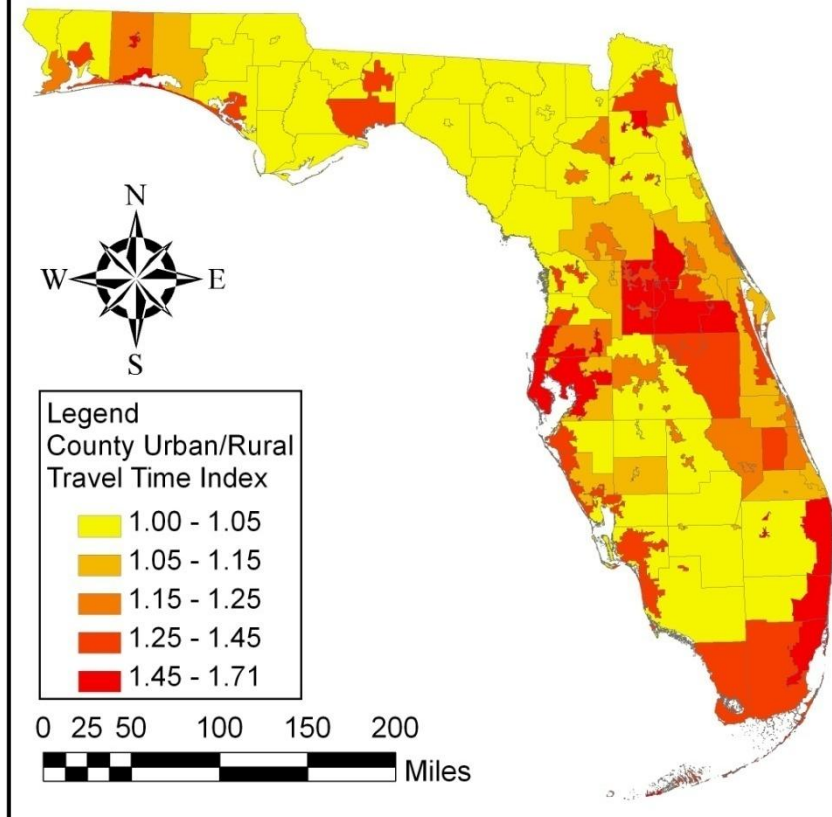 N
W E
S
Legend
County Urban/Rural
Travel Time Index
1.00 - 1.05
1.05 - 1.15
1.15 - 1.25
1.25 - 1.45
1.45 - 1.71
0 25 50 100 150 200
Miles